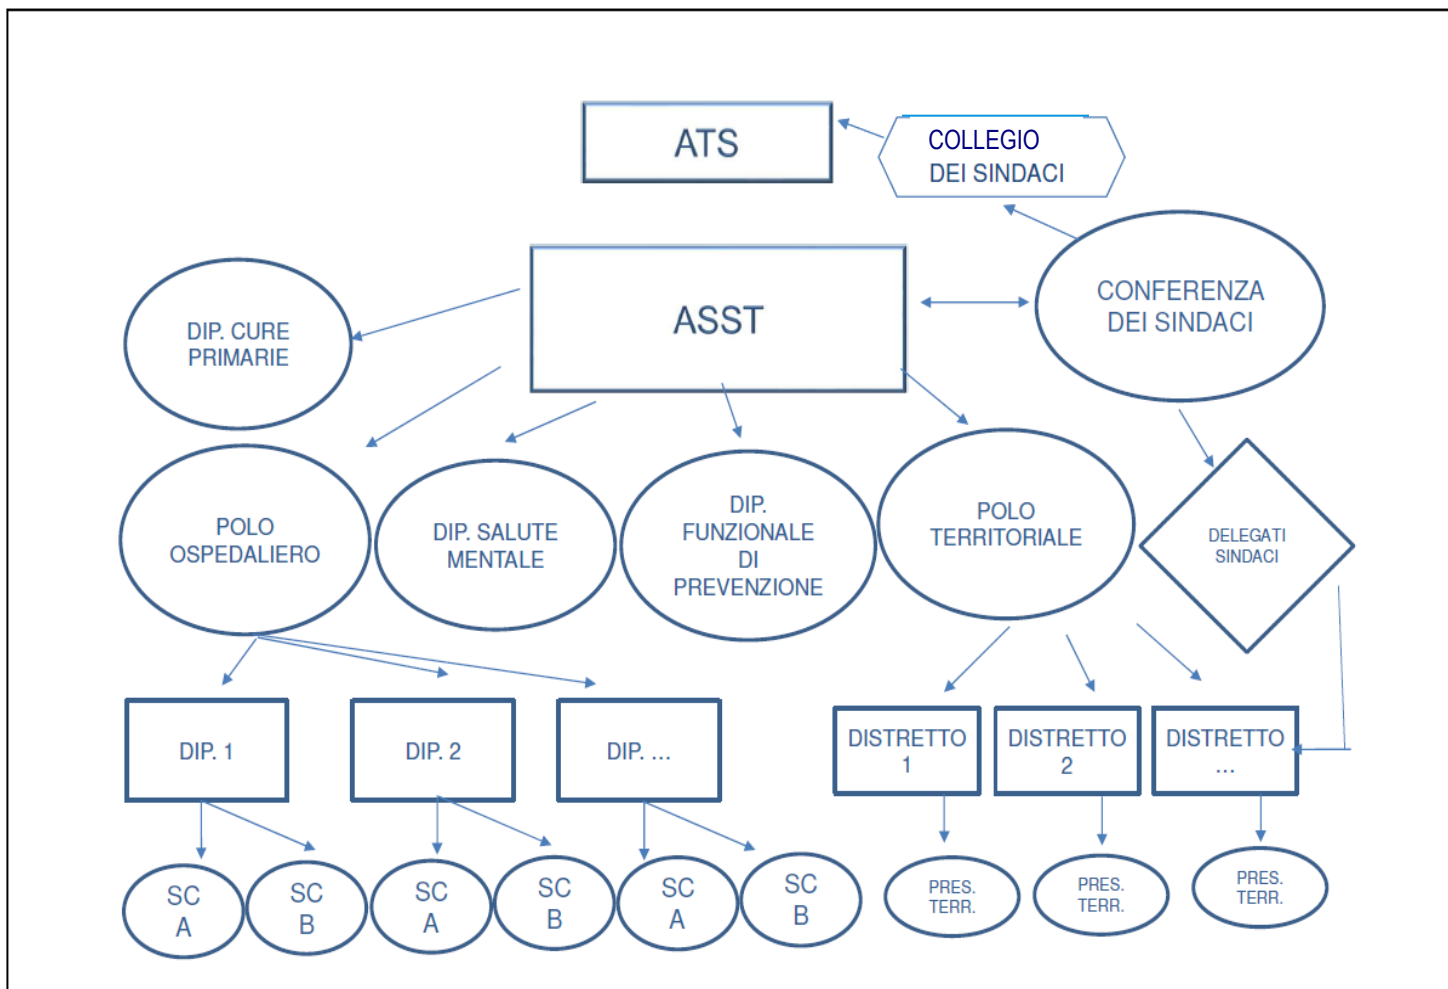 ATS
COLLEGIO
DEI SINDACI
ASST
CONFERENZA
DEI SINDACI
DIP. CURE
PRIMARIE
POLO
OSPEDALIERO
DIP. SALUTE
MENTALE
DIP.
FUNZIONALE
DI
PREVENZIONE
POLO
TERRITORIALE
DELEGATI
SINDACI
DIP. 1
DIP. 2
DIP. ...
DISTRETTO
1
DISTRETTO
2
DISTRETTO
...
SC
A
SC
B
SC
A
SC
B
SC
A
SC
B
PRES.
TERR.
PRES.
TERR.
PRES.
TERR.